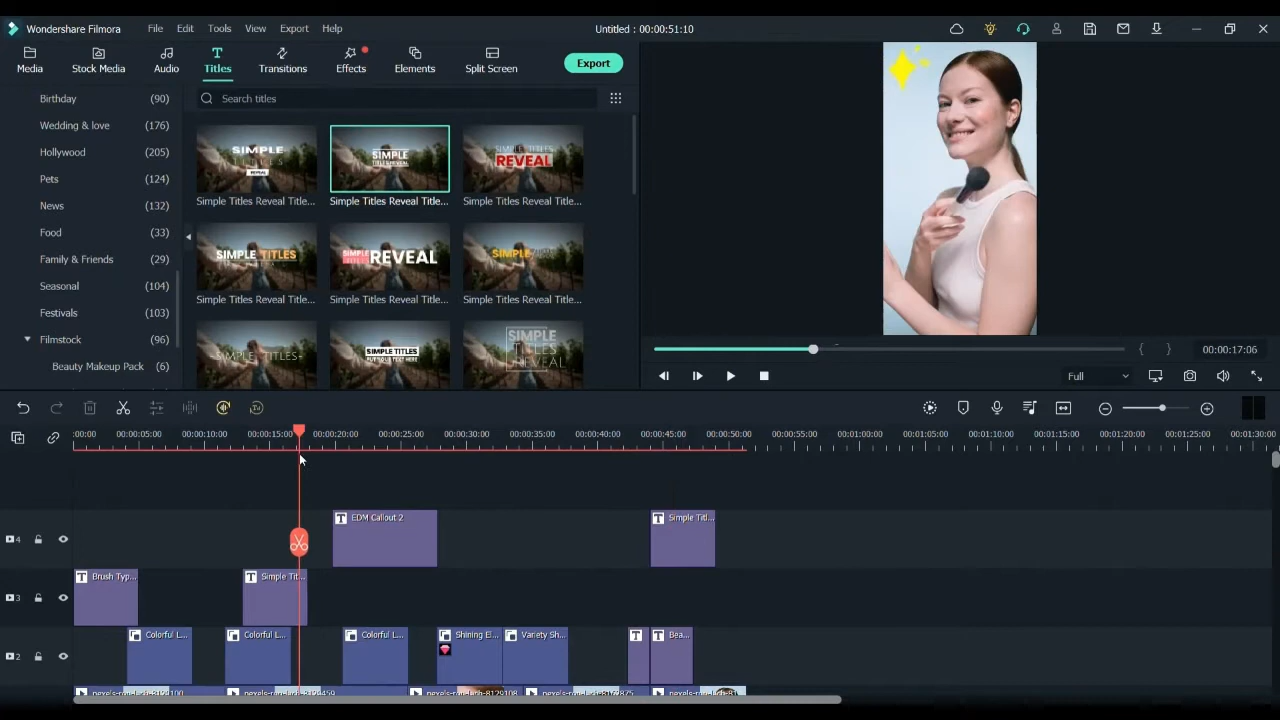 Wondershare Filmora File Edit View Export Help Untitled : 00:00:51:10
Media Stock Media Audio Titles Transitions Effects Elements Split Screen Export
Birthday (90)
Wedding & love (176)
Hollywood (205)
Pets (124)
News (132)
Food (33)
Family & Friends (29)
Seasonal (104)
Festivals (103)
Filmstock (96)
Beauty Makeup Pack (6)
Search titles
SIMPLE
TITLES
REVEAL
SIMPLE
TITLES REVEAL
SIMPLE TITLES
REVEAL
Simple Titles Reveal Title... Simple Titles Reveal Title... Simple Titles Reveal Title...
SIMPLE TITLES
SIMPLE
TITLES
REVEAL
SIMPLE
Simple Titles Reveal Title... Simple Titles Reveal Title... Simple Titles Reveal Title...
-SIMPLE TITLES-
SIMPLE TITLES
PUT YOUR TEXT HERE
SIMPLE
TITLES
REVEAL
{ } 00:00:17:06
Full
:00:00 00:00:05:00 00:00:10:00 00:00:15:00 00:00:20:00 00:00:25:00 00:00:30:00 00:00:35:00 00:00:40:00 00:00:45:00 00:00:50:00 00:00:55:00 00:01:00:00 00:01:05:00 00:01:10:00 00:01:15:00 00:01:20:00 00:01:25:00 00:01:30:00
4 T EDM Callout 2 T Simple Titl...
3 T Brush Typ... T Simple Tit...
2 Colorful L... Colorful L... Colorful L... Shining El... Variety Sh... T T Bea...